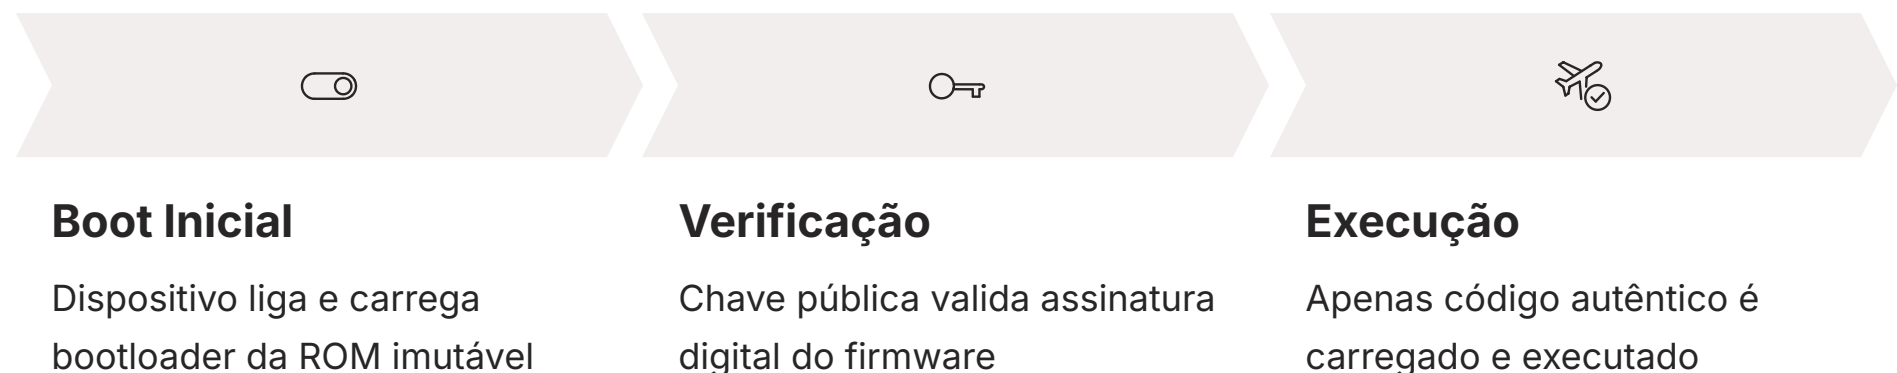 Boot Inicial
Dispositivo liga e carrega
bootloader da ROM imutável
Verificação
Chave pública valida assinatura
digital do firmware
Execução
Apenas código autêntico é
carregado e executado